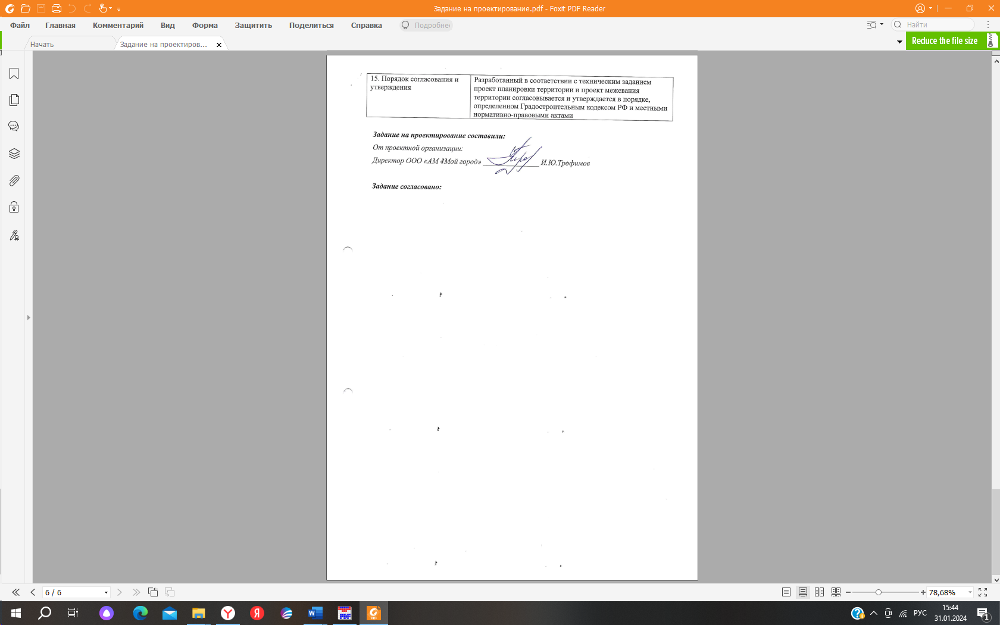 Задание на проектирование.pdf - Foxit PDF Reader
Файл Главная Комментарий Вид Форма Защитить Поделиться Справка Подробнее Найти
Начать Задание на проектиров... Reduce the file size
15. Порядок согласования и утверждения
Разработанный в соответствии с техническим заданием
проект планировки территории и проект межевания
территории согласовывается и утверждается в порядке,
определенном Градостроительным кодексом РФ и местными
нормативно-правовыми актами
Задание на проектирование составили:
От проектной организации:
Директор ООО «АМ «Мой город» И.Ю.Трофимов
Задание согласовано:
6 / 6 78,68%
РУС 15:44
31.01.2024
1